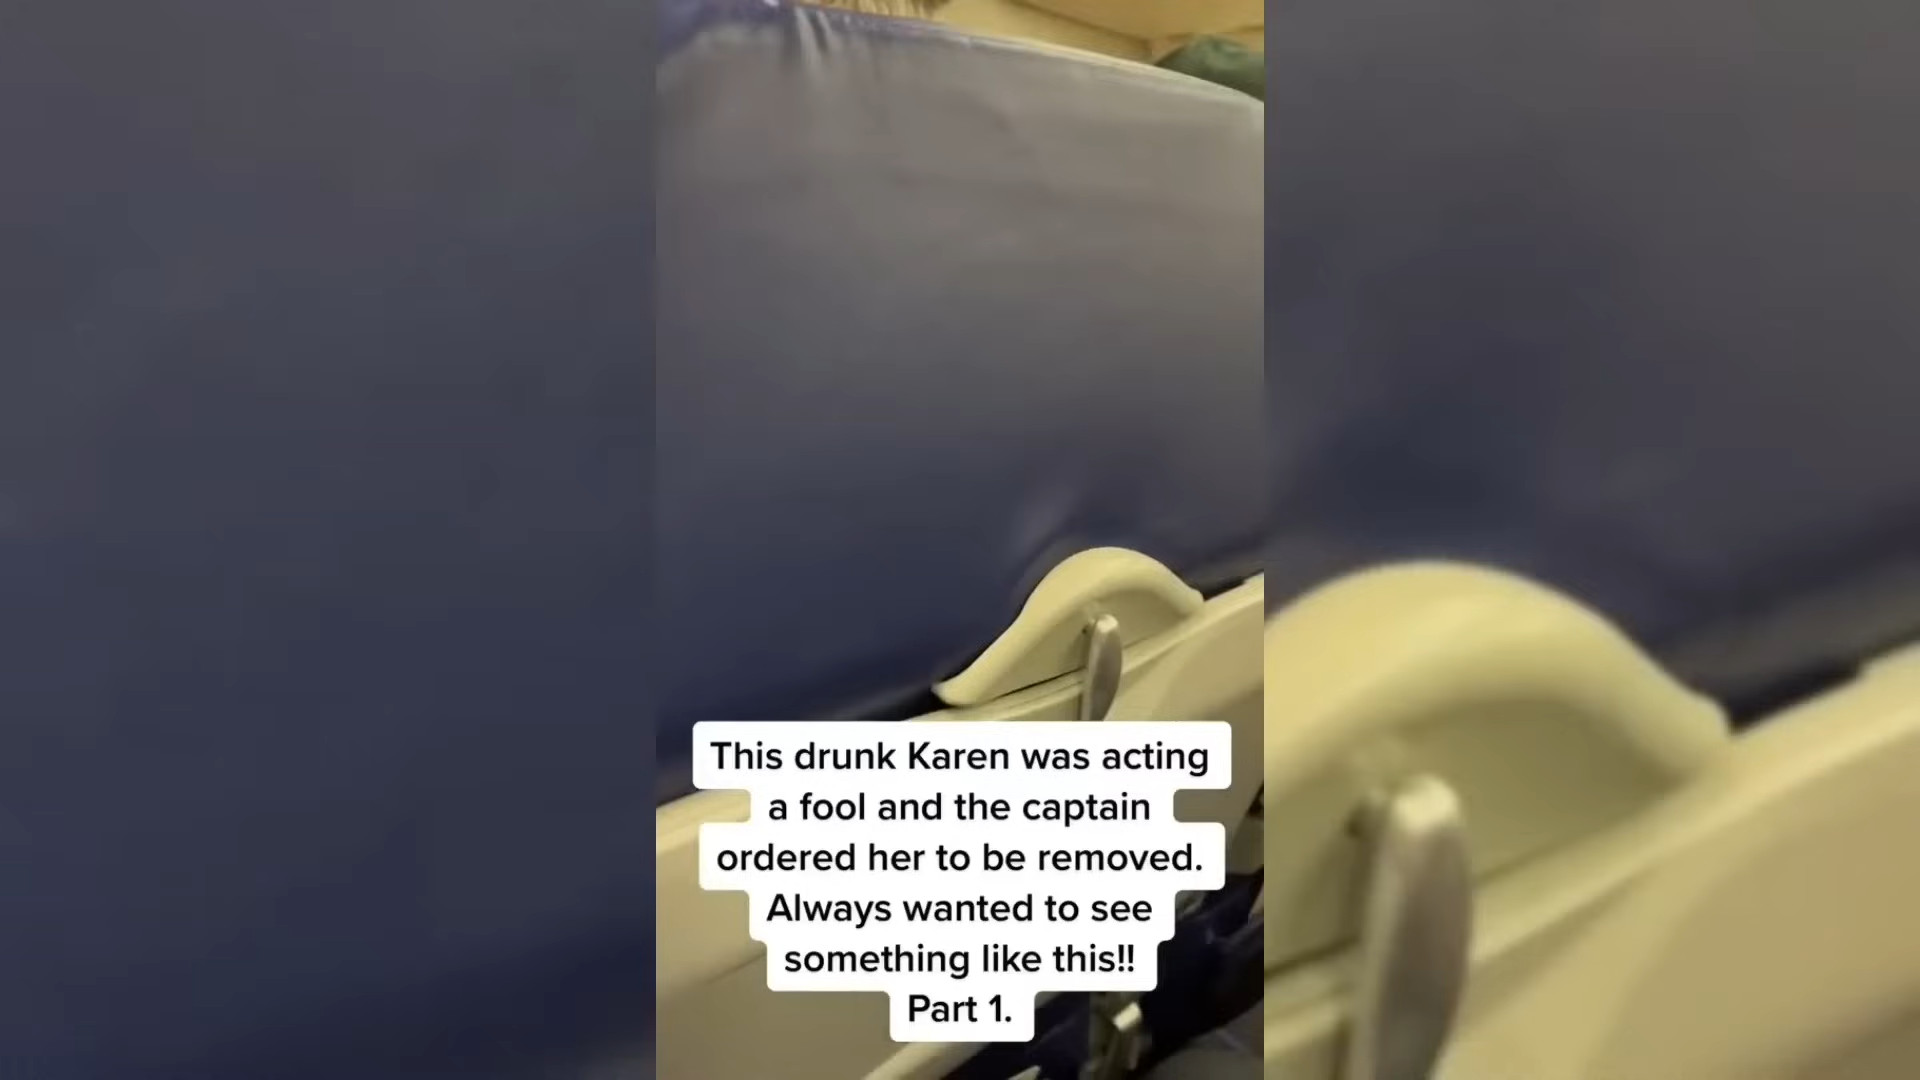 This drunk Karen was acting
a fool and the captain
ordered her to be removed.
Always wanted to see
something like this!!
Part 1.